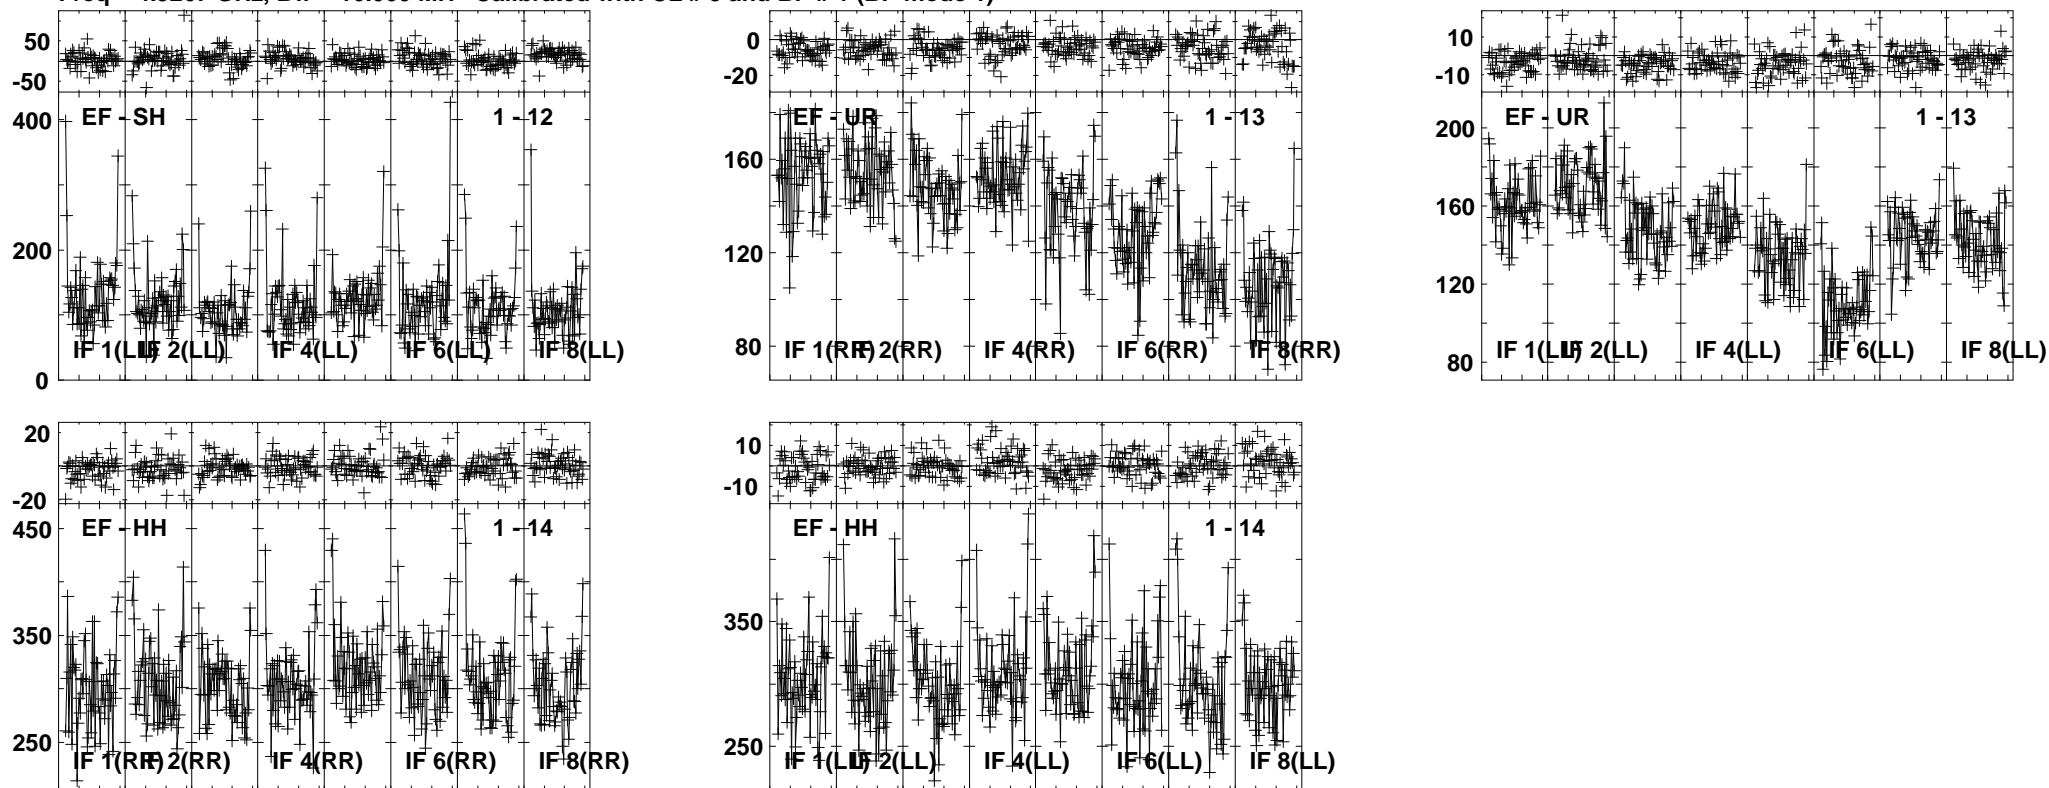 50
-50
EF - SH 1 - 12
400
200
0
IF 1(LL) IF 2(LL) IF 4(LL) IF 6(LL) IF 8(LL)
0
-20
EF - UR 1 - 13
160
120
80
IF 1(RR) IF 2(RR) IF 4(RR) IF 6(RR) IF 8(RR)
10
-10
EF - UR 1 - 13
200
160
120
80
IF 1(LL) IF 2(LL) IF 4(LL) IF 6(LL) IF 8(LL)
20
-20
EF - HH 1 - 14
450
350
250
IF 1(RR) IF 2(RR) IF 4(RR) IF 6(RR) IF 8(RR)
10
-10
EF - HH 1 - 14
350
250
IF 1(LL) IF 2(LL) IF 4(LL) IF 6(LL) IF 8(LL)